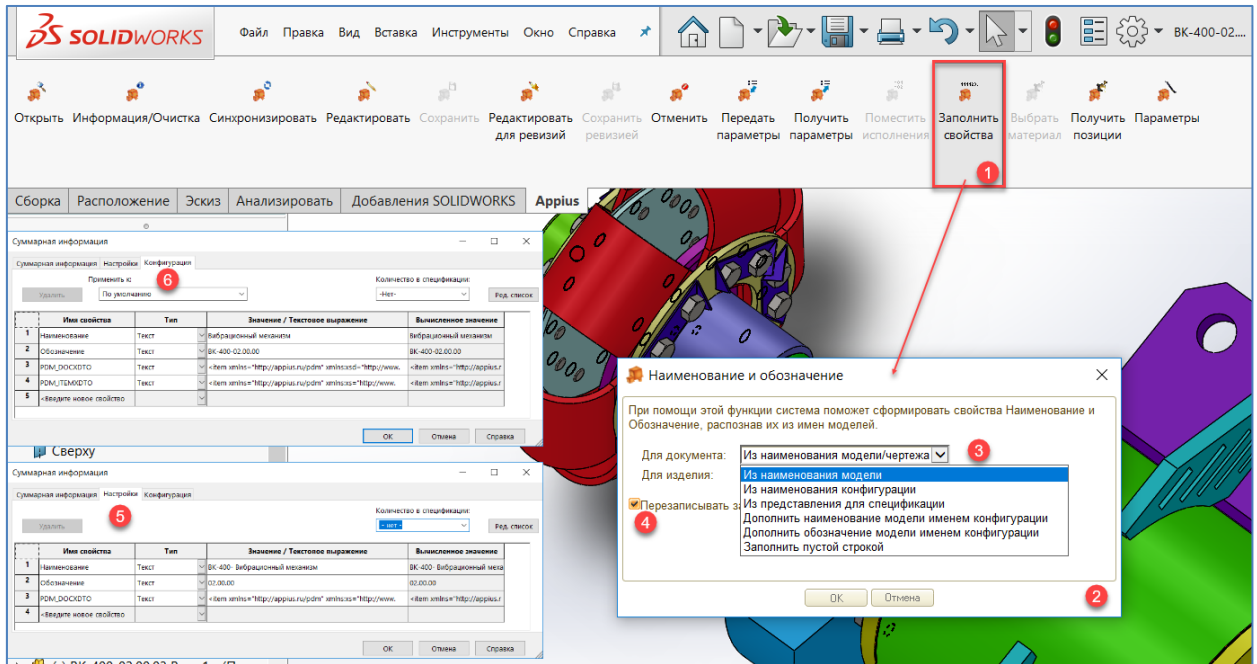 SOLIDWORKS
Файл Правка Вид Вставка Инструменты Окно Справка
BK-400-02....
Открыть Информация/Очистка Синхронизировать Редактировать Сохранить Редактировать для ревизий Сохранить ревизией Отменить Передать параметры Получить параметры Поместить исполнения Заполнить свойства Выбрать материал Получить позиции Параметры
1
Сборка Расположение Эскиз Анализировать Добавления SOLIDWORKS Appius
Суммарная информация
Суммарная информация Настройки Конфигурация
6
Применить к:
Количество в спецификации:
Удалить
По умолчанию
-Нет-
Ред. список
Имя свойства Тип Значение / Текстовое выражение Вычисленное значение
1 Наименование Текст Вибрационный механизм Вибрационный механизм
2 Обозначение Текст ВК-400-02.00.00 ВК-400-02.00.00
3 PDM_DOCXDTO Текст <item xmlns="http://appius.ru/pdm" xmlns:xsd="http://www. <item xmlns="http://appius.r
4 PDM_ITEMXDTO Текст <item xmlns="http://appius.ru/pdm" xmlns:xs="http://www. <item xmlns="http://appius.r
5 <Введите новое свойство
OK Отмена Справка
Сверху
Суммарная информация
Суммарная информация Настройки Конфигурация
5
Количество в спецификации:
Удалить
- нет -
Ред. список
Имя свойства Тип Значение / Текстовое выражение Вычисленное значение
1 Наименование Текст ВК-400- Вибрационный механизм ВК-400- Вибрационный меха
2 Обозначение Текст 02.00.00 02.00.00
3 PDM_DOCXDTO Текст <item xmlns="http://appius.ru/pdm" xmlns:xs="http://www. <item xmlns="http://appius.r
4 <Введите новое свойство
OK Отмена Справка
Наименование и обозначение
При помощи этой функции система поможет сформировать свойства Наименование и
Обозначение, распознав их из имен моделей.
Для документа: Из наименования модели/чертежа
3
Для изделия:
Из наименования модели
Из наименования конфигурации
Из представления для спецификации
Дополнить наименование модели именем конфигурации
Дополнить обозначение модели именем конфигурации
Заполнить пустой строкой
Перезаписывать
4
OK Отмена
2